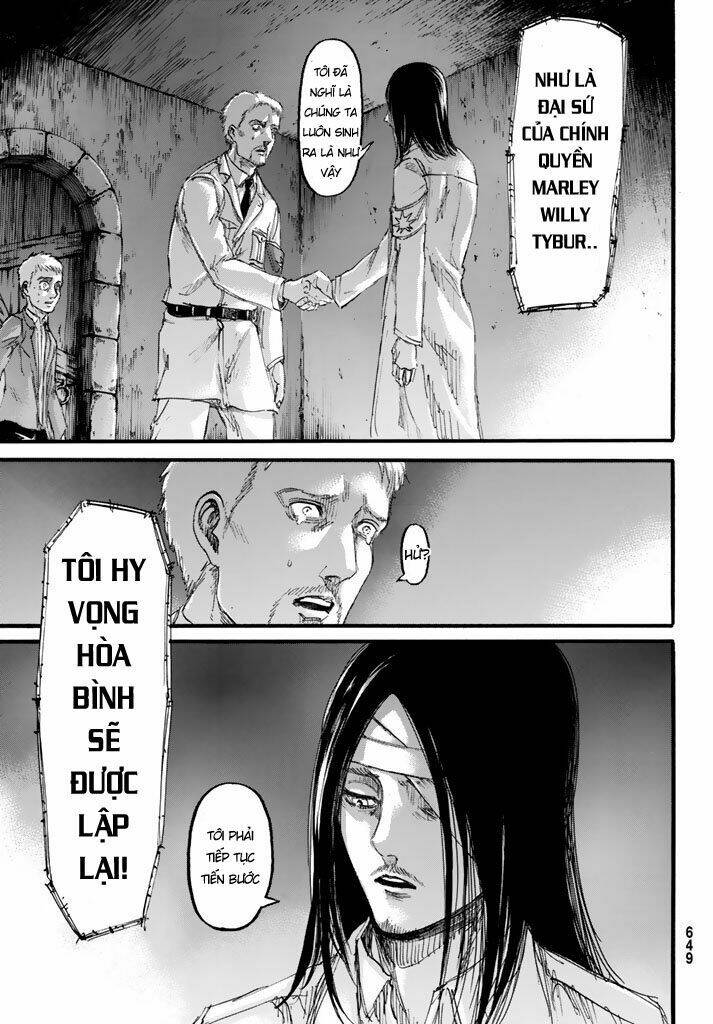 NHƯ LÀ
ĐẠI SỨ
CỦA CHÍNH
QUYỀN
MARLEY
WILLY
TYBUR..
TÔI ĐÃ
NGHĨ LÀ
CHÚNG TA
LUÔN SINH
RA LÀ NHƯ
VẬY
HỬ?
TÔI HY
VỌNG
HÒA
BÌNH
SẼ
ĐƯỢC
LẬP
LẠI!
TÔI PHẢI
TIẾP TỤC
TIẾN BƯỚC
649